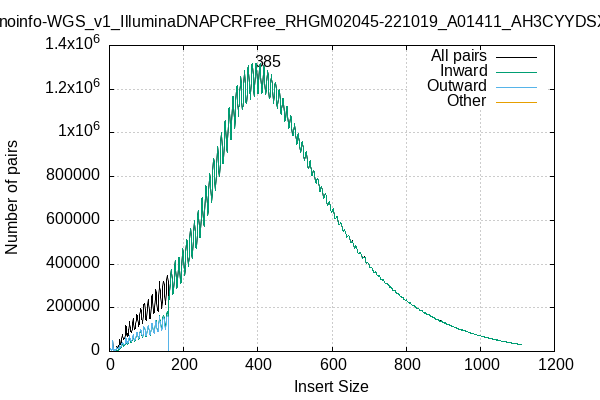 noinfo-WGS_v1_IlluminaDNAPCRFree_RHGM02045-221019_A01411_AH3CYYDSX
1.4x10^6
1.2x10^6
1x10^6
800000
600000
400000
200000
0
Number of pairs
385
All pairs
Inward
Outward
Other
0 200 400 600 800 1000 1200
Insert Size